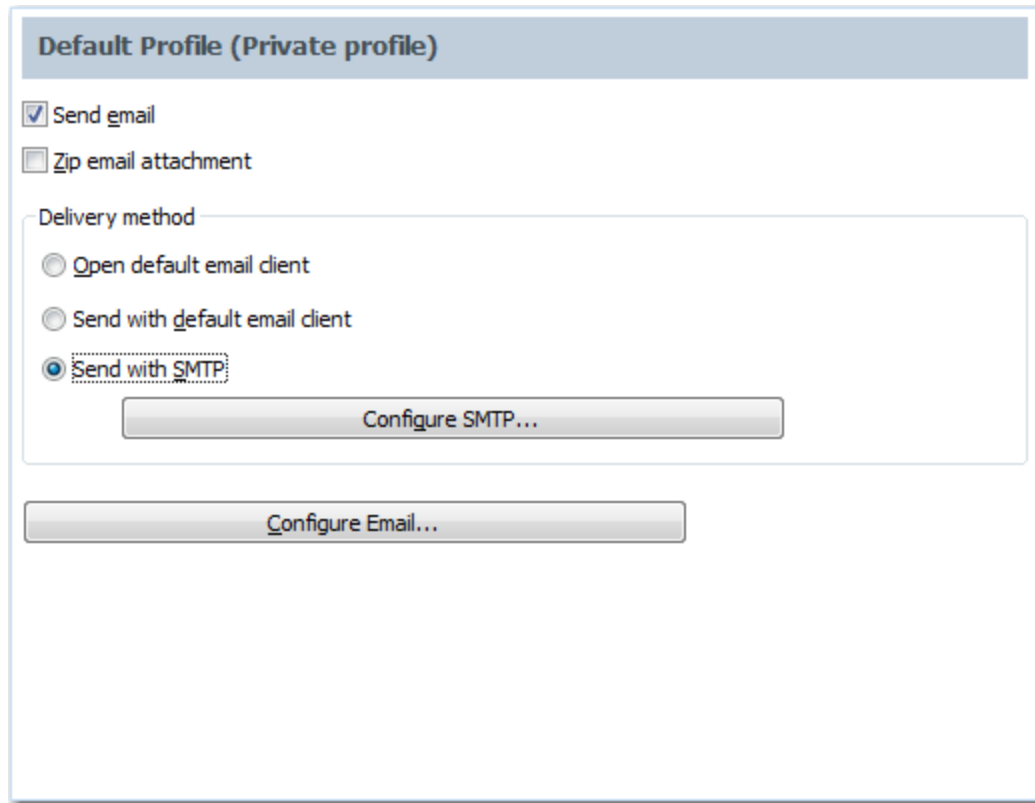 Default Profile (Private profile)
Send email
Zip email attachment
Delivery method
Open default email client
Send with default email client
Send with SMTP
Configure SMTP...
Configure Email...